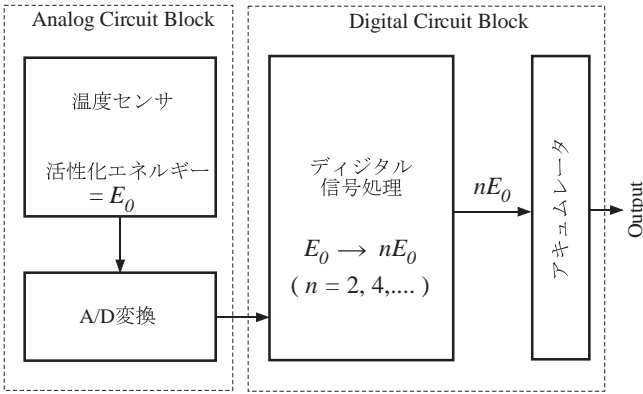 Analog Circuit Block
温度センサ
活性化エネルギー
= E0
A/D変換
Digital Circuit Block
ディジタル
信号処理
E0 → nE0
( n = 2, 4,.... )
nE0
アキュムレータ
Output